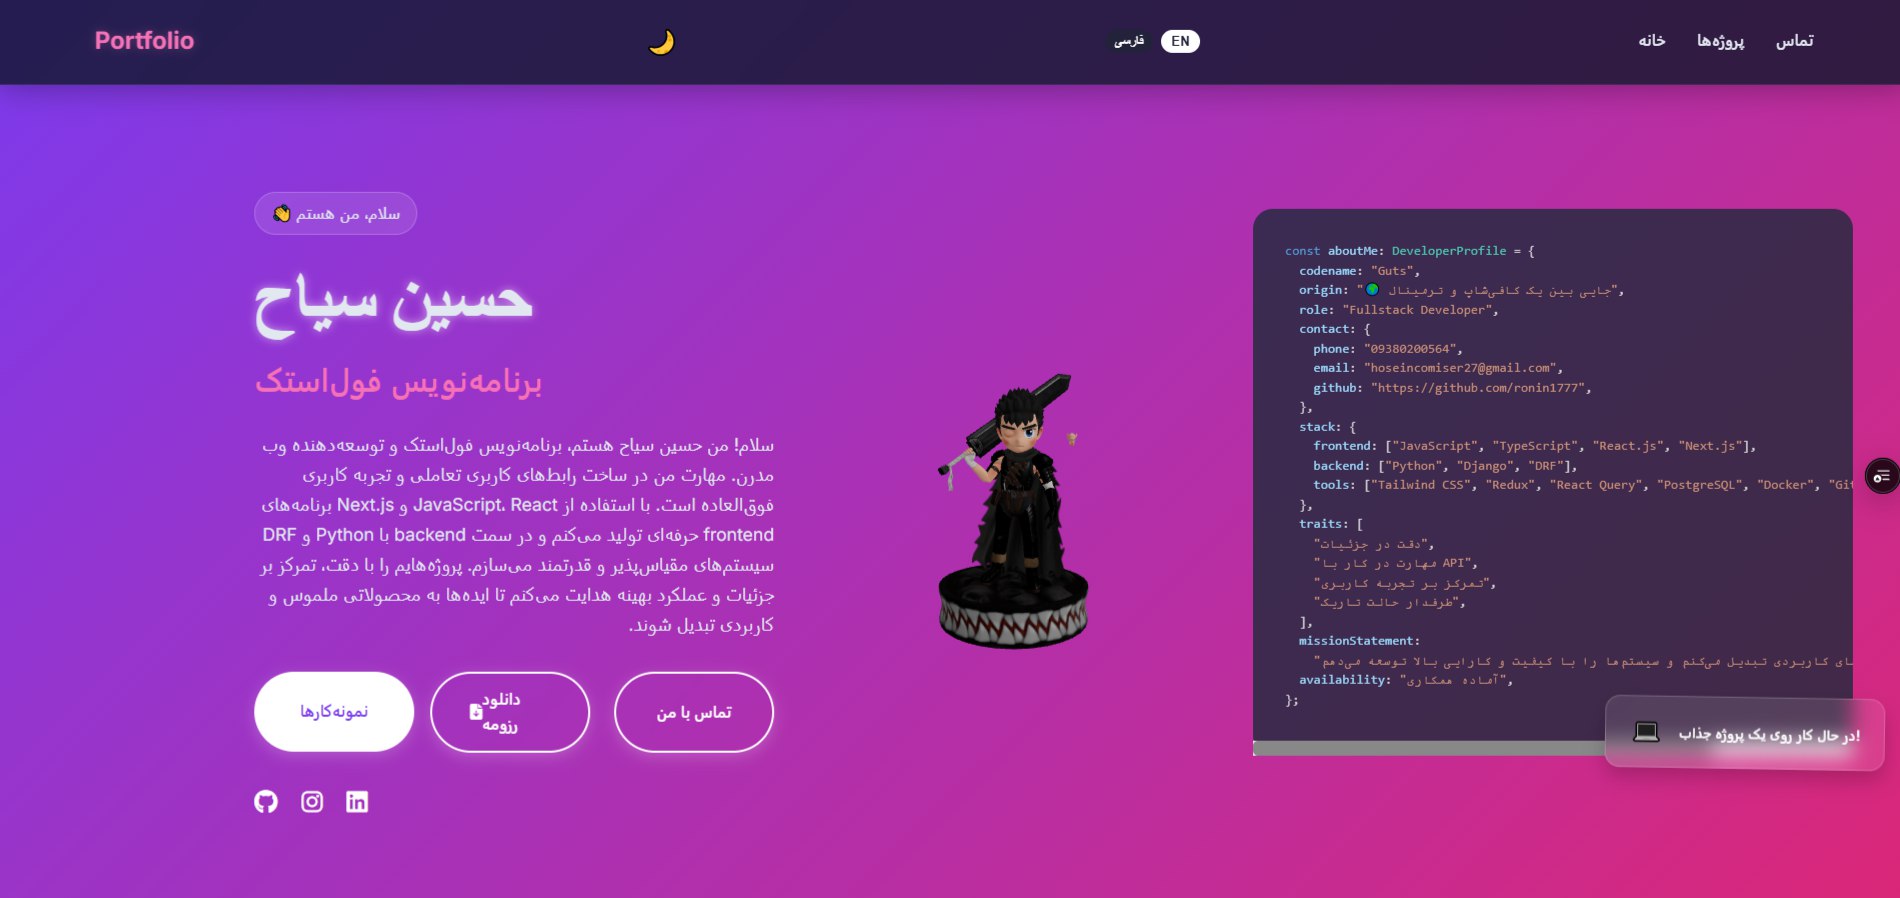 Portfolio
فارسی
EN
خانه
پروژه‌ها
تماس
سلام، من هستم 👋
حسین سیاح
برنامه‌نویس فول‌استک
سلام! من حسین سیاح هستم، برنامه‌نویس فول‌استک و توسعه‌دهنده وب
مدرن. مهارت من در ساخت رابط‌های کاربری تعاملی و تجربه کاربری
فوق‌العاده است. با استفاده از JavaScript، React و Next.js برنامه‌های
frontend حرفه‌ای تولید می‌کنم و در سمت backend با Python و DRF
سیستم‌های مقیاس‌پذیر و قدرتمند می‌سازم. پروژه‌هایم را با دقت، تمرکز بر
جزئیات و عملکرد بهینه هدایت می‌کنم تا ایده‌ها به محصولاتی ملموس و
کاربردی تبدیل شوند.
نمونه‌کارها
دانلود
رزومه
تماس با من
const aboutMe: DeveloperProfile = {
codename: "Guts",
origin: "جایی بین یک کافی‌شاپ و ترمینال 🌍",
role: "Fullstack Developer",
contact: {
phone: "09380200564",
email: "hoseincomiser27@gmail.com",
github: "https://github.com/ronin1777",
},
stack: {
frontend: ["JavaScript", "TypeScript", "React.js", "Next.js"],
backend: ["Python", "Django", "DRF"],
tools: ["Tailwind CSS", "Redux", "React Query", "PostgreSQL", "Docker", "Git
},
traits: [
"دقت در جزئیات",
"مهارت در کار با API",
"تمرکز بر تجربه کاربری",
"طرفدار حالت تاریک",
],
missionStatement:
"ای کاربردی تبدیل می‌کنم و سیستم‌ها را با کیفیت و کارایی بالا توسعه می‌دهم
availability: "آماده همکاری",
};
در حال کار روی یک پروژه جذاب!